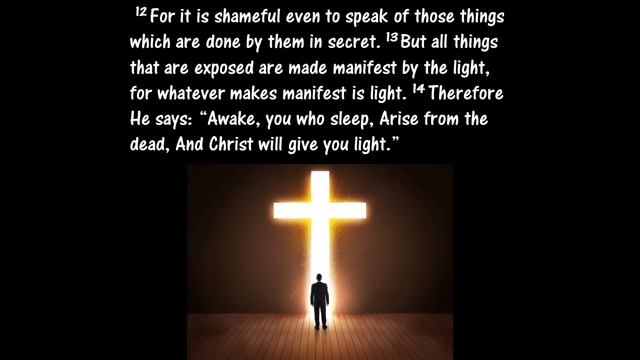 12 For it is shameful even to speak of those things
which are done by them in secret. 13 But all things
that are exposed are made manifest by the light,
for whatever makes manifest is light. 14 Therefore
He says: “Awake, you who sleep, Arise from the
dead, And Christ will give you light.”